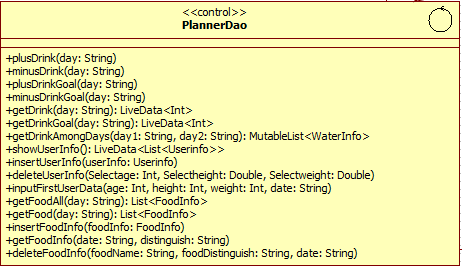 <<control>>
PlannerDao
+plusDrink(day: String)
+minusDrink(day: String)
+plusDrinkGoal(day: String)
+minusDrinkGoal(day: String)
+getDrink(day: String): LiveData<Int>
+getDrinkGoal(day: String): LiveData<Int>
+getDrinkAmongDays(day1: String, day2: String): MutableList<WaterInfo>
+showUserInfo(): LiveData<List<Userinfo>>
+insertUserInfo(userInfo: Userinfo)
+deleteUserInfo(Selectage: Int, Selectheight: Double, Selectweight: Double)
+inputFirstUserData(age: Int, height: Int, weight: Int, date: String)
+getFoodAll(day: String): List<FoodInfo>
+getFood(day: String): List<FoodInfo>
+insertFoodInfo(foodInfo: FoodInfo)
+getFoodInfo(date: String, distinguish: String)
+deleteFoodInfo(foodName: String, foodDistinguish: String, date: String)